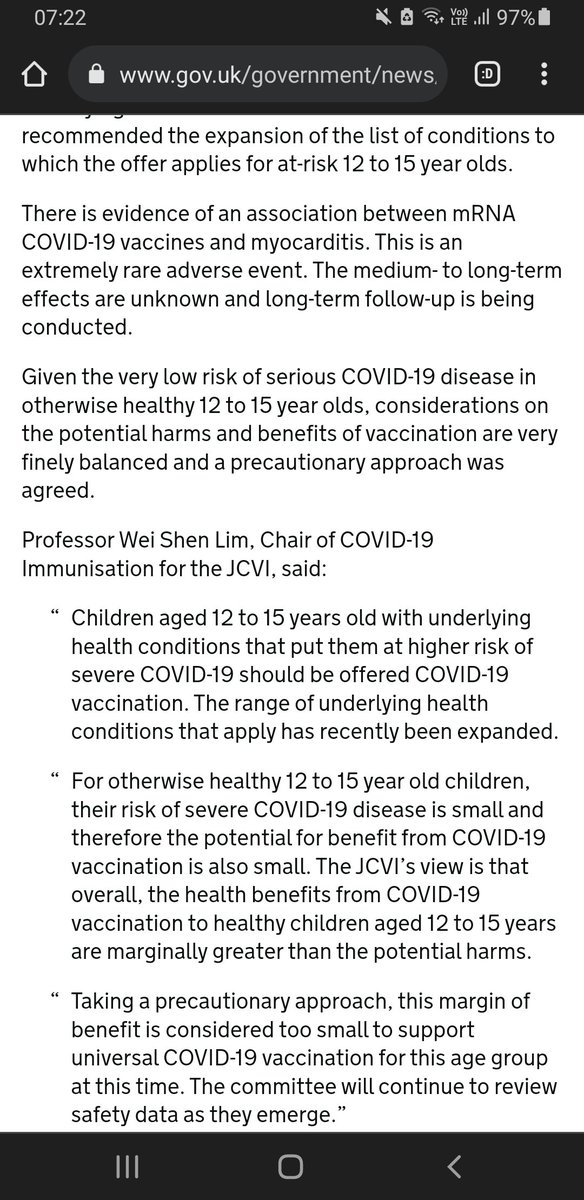 07:22
Vo))
LTE
97%
www.gov.uk/government/news,
:D
recommended the expansion of the list of conditions to
which the offer applies for at-risk 12 to 15 year olds.
There is evidence of an association between mRNA
COVID-19 vaccines and myocarditis. This is an
extremely rare adverse event. The medium- to long-term
effects are unknown and long-term follow-up is being
conducted.
Given the very low risk of serious COVID-19 disease in
otherwise healthy 12 to 15 year olds, considerations on
the potential harms and benefits of vaccination are very
finely balanced and a precautionary approach was
agreed.
Professor Wei Shen Lim, Chair of COVID-19
Immunisation for the JCVI, said:
“ Children aged 12 to 15 years old with underlying
health conditions that put them at higher risk of
severe COVID-19 should be offered COVID-19
vaccination. The range of underlying health
conditions that apply has recently been expanded.
“ For otherwise healthy 12 to 15 year old children,
their risk of severe COVID-19 disease is small and
therefore the potential for benefit from COVID-19
vaccination is also small. The JCVI’s view is that
overall, the health benefits from COVID-19
vaccination to healthy children aged 12 to 15 years
are marginally greater than the potential harms.
“ Taking a precautionary approach, this margin of
benefit is considered too small to support
universal COVID-19 vaccination for this age group
at this time. The committee will continue to review
safety data as they emerge.”